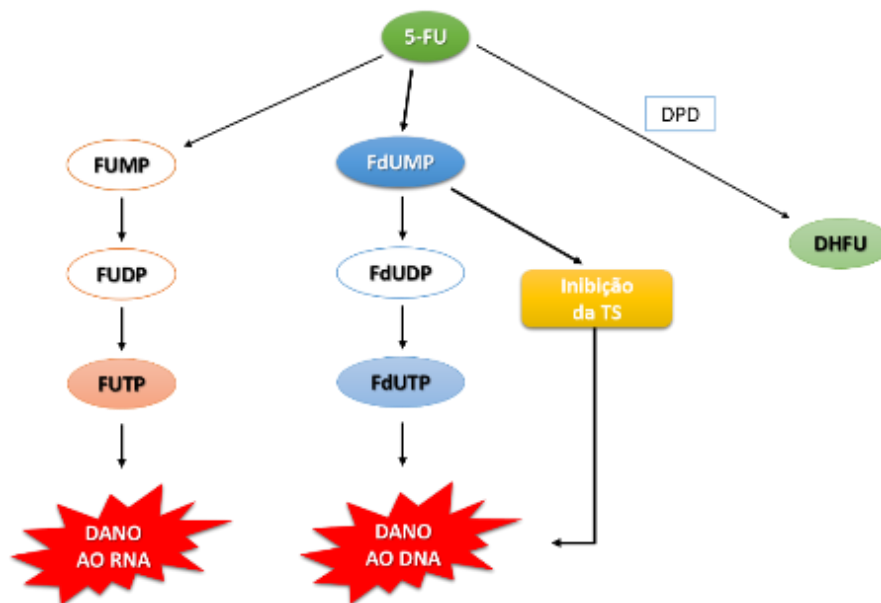 5-FU
DPD
FUMP
FdUMP
DHFU
FUDP
FdUDP
Inibição
da TS
FUTP
FdUTP
DANO
AO RNA
DANO
AO DNA